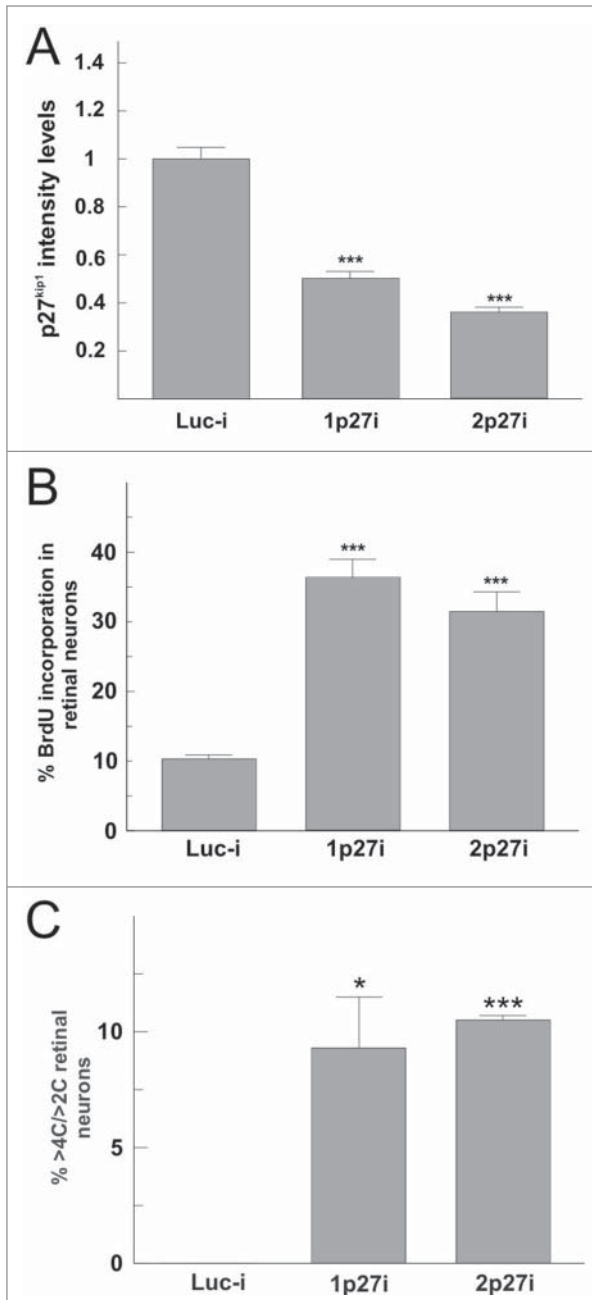 A
p27kip1 intensity levels
1.4
1.2
1
0.8
0.6
0.4
0.2
***
***
Luc-i 1p27i 2p27i
B
% BrdU incorporation in
retinal neurons
40
30
20
10
0
***
***
Luc-i 1p27i 2p27i
C
% >4C/>2C retinal
neurons
10
5
0
*
***
Luc-i 1p27i 2p27i